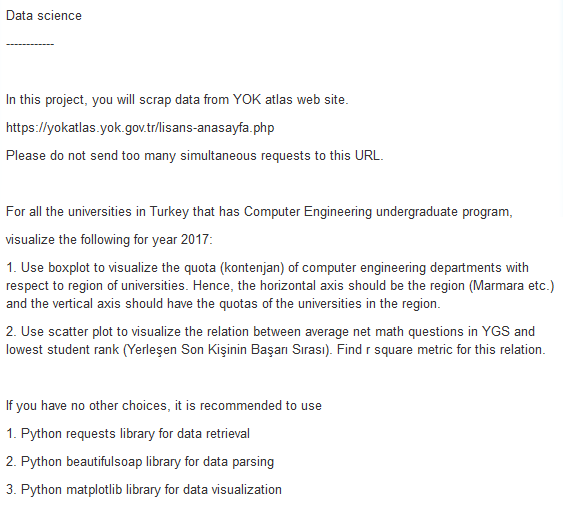 Data science
------------
In this project, you will scrap data from YOK atlas web site.
https://yokatlas.yok.gov.tr/lisans-anasayfa.php
Please do not send too many simultaneous requests to this URL.
For all the universities in Turkey that has Computer Engineering undergraduate program,
visualize the following for year 2017:
1. Use boxplot to visualize the quota (kontenjan) of computer engineering departments with
respect to region of universities. Hence, the horizontal axis should be the region (Marmara etc.)
and the vertical axis should have the quotas of the universities in the region.
2. Use scatter plot to visualize the relation between average net math questions in YGS and
lowest student rank (Yerleşen Son Kişinin Başarı Sırası). Find r square metric for this relation.
If you have no other choices, it is recommended to use
1. Python requests library for data retrieval
2. Python beautifulsoap library for data parsing
3. Python matplotlib library for data visualization